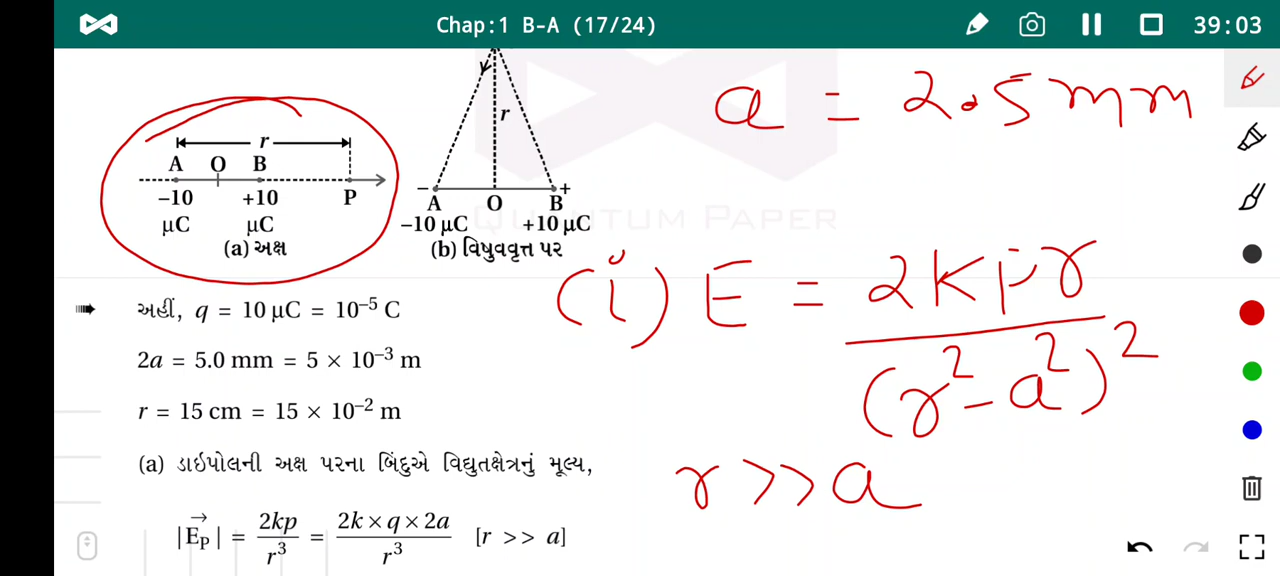 Chap:1 B-A (17/24)
39:03
r
A O B
−10 +10 P
μC μC
(a) અક્ષ
r
− +
A O B
−10 μC +10 μC
(b) વિષુવવૃત્ત પર
QUANTUM PAPER
a = 2.5 mm
(i) E = 2kpr / (r² − a²)²
r >> a
અહીં, q = 10 μC = 10⁻⁵ C
2a = 5.0 mm = 5 × 10⁻³ m
r = 15 cm = 15 × 10⁻² m
(a) ડાઇપોલની અક્ષ પરના બિંદુએ વિદ્યુતક્ષેત્રનું મૂલ્ય,
|E⃗P| = 2kp / r³ = 2k × q × 2a / r³ [r >> a]